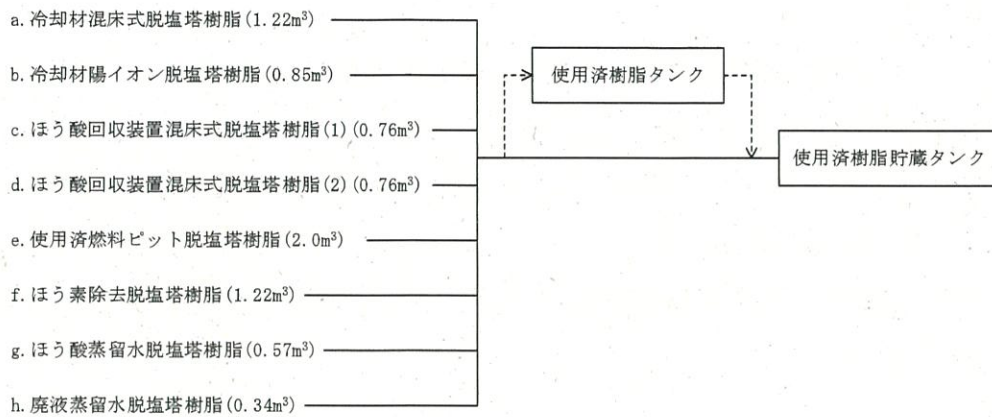 a.冷却材混床式脱塩塔樹脂(1.22m³)
b.冷却材陽イオン脱塩塔樹脂(0.85m³)
使用済樹脂タンク
c.ほう酸回収装置混床式脱塩塔樹脂(1)(0.76m³)
使用済樹脂貯蔵タンク
d.ほう酸回収装置混床式脱塩塔樹脂(2)(0.76m³)
e.使用済燃料ピット脱塩塔樹脂(2.0m³)
f.ほう素除去脱塩塔樹脂(1.22m³)
g.ほう酸蒸留水脱塩塔樹脂(0.57m³)
h.廃液蒸留水脱塩塔樹脂(0.34m³)